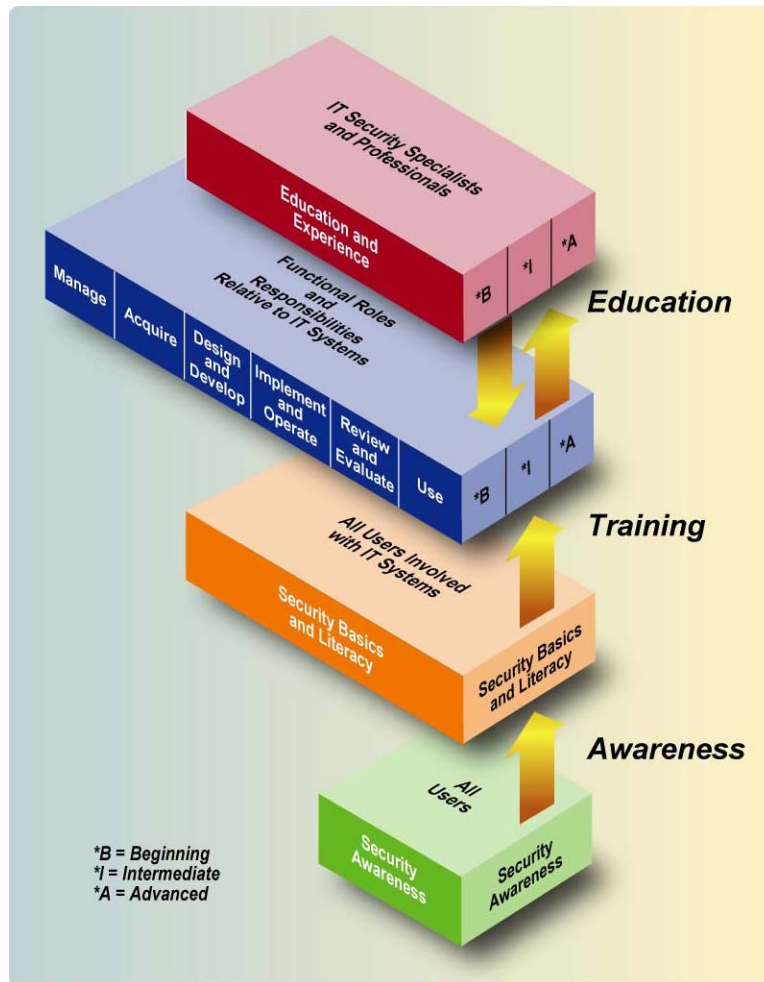 IT Security Specialists
and Professionals
Education and
Experience
*B
*I
*A
Education
Functional Roles
and
Responsibilities
Relative to IT Systems
Manage
Acquire
Design
and
Develop
Implement
and
Operate
Review
and
Evaluate
Use
*B
*I
*A
Training
All Users Involved
with IT Systems
Security Basics
and Literacy
Security Basics
and Literacy
Awareness
All
Users
Security
Awareness
Security
Awareness
*B = Beginning
*I = Intermediate
*A = Advanced